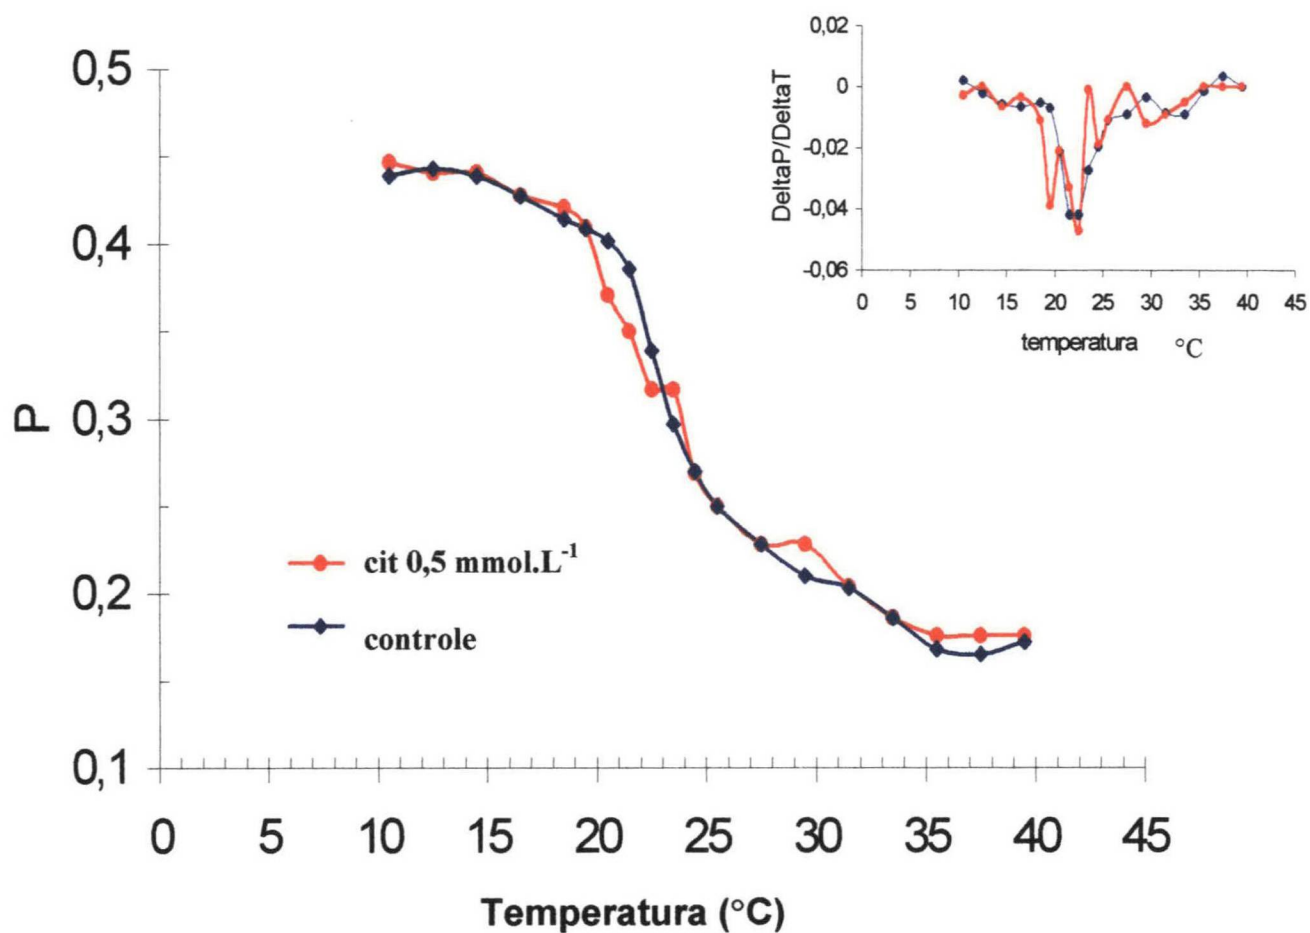 0,5
0,4
0,3
0,2
0,1
P
0 5 10 15 20 25 30 35 40 45
Temperatura (°C)
cit 0,5 mmol.L⁻¹
controle
0,02
0
-0,02
-0,04
-0,06
DeltaP/DeltaT
0 5 10 15 20 25 30 35 40 45
temperatura °C